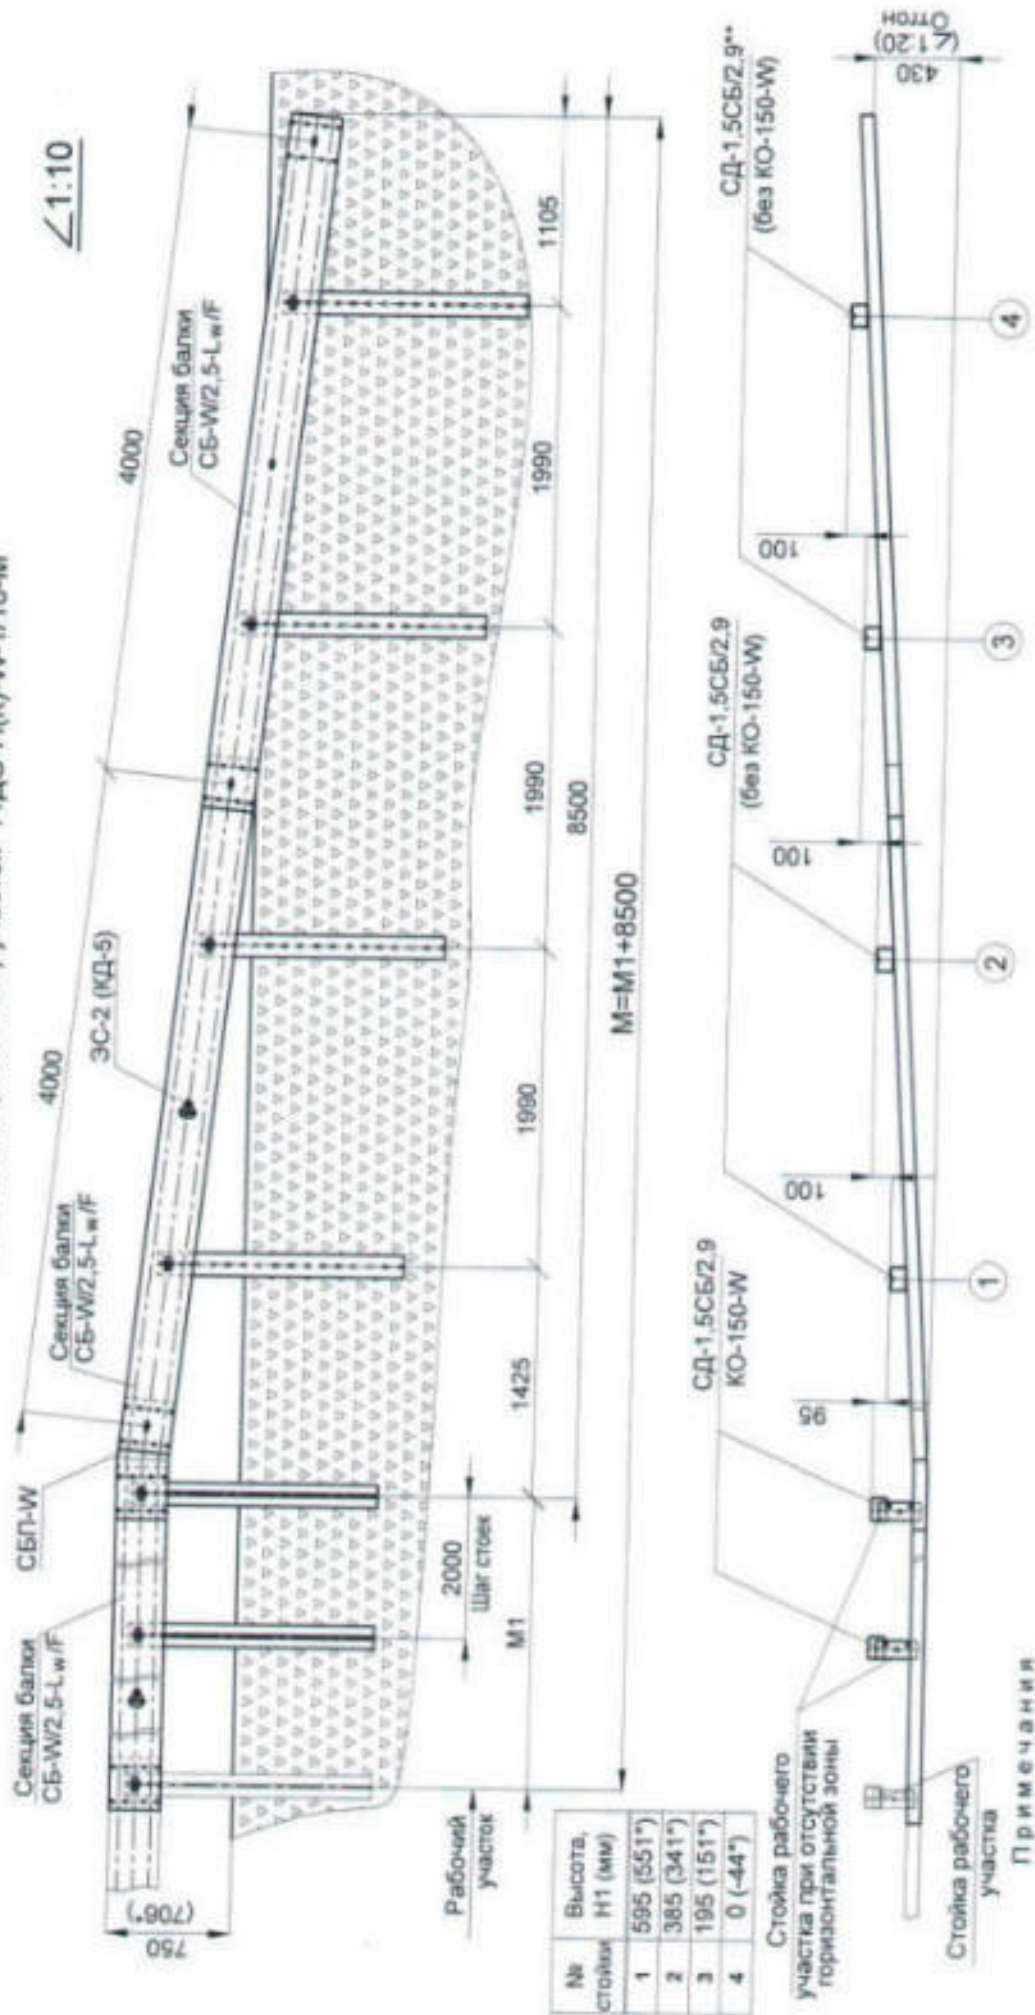 ∠1:10
4000
4000
Секция балки
СБ-W/2,5-Lw/F
СБП-W
Секция балки
СБ-W/2,5-Lw/F
ЭС-2 (КД-5)
Секция балки
СБ-W/2,5-Lw/F
750
(706*)
Рабочий
участок
2000
Шаг стоек
М1
1425
1990
1990
1990
1105
8500
М=М1+8500
№
стойки
Высота,
Н1 (мм)
1 595 (551*)
2 385 (341*)
3 195 (151*)
4 0 (-44*)
СД-1,5СБ/2,9
КО-150-W
СД-1,5СБ/2,9
(без КО-150-W)
СД-1,5СБ/2,9**
(без КО-150-W)
Стойка рабочего
участка при отсутствии
горизонтальной зоны
95
100
100
100
430
(∠1:20)
Отгон
1
2
3
4
Стойка рабочего
участка
Примечания